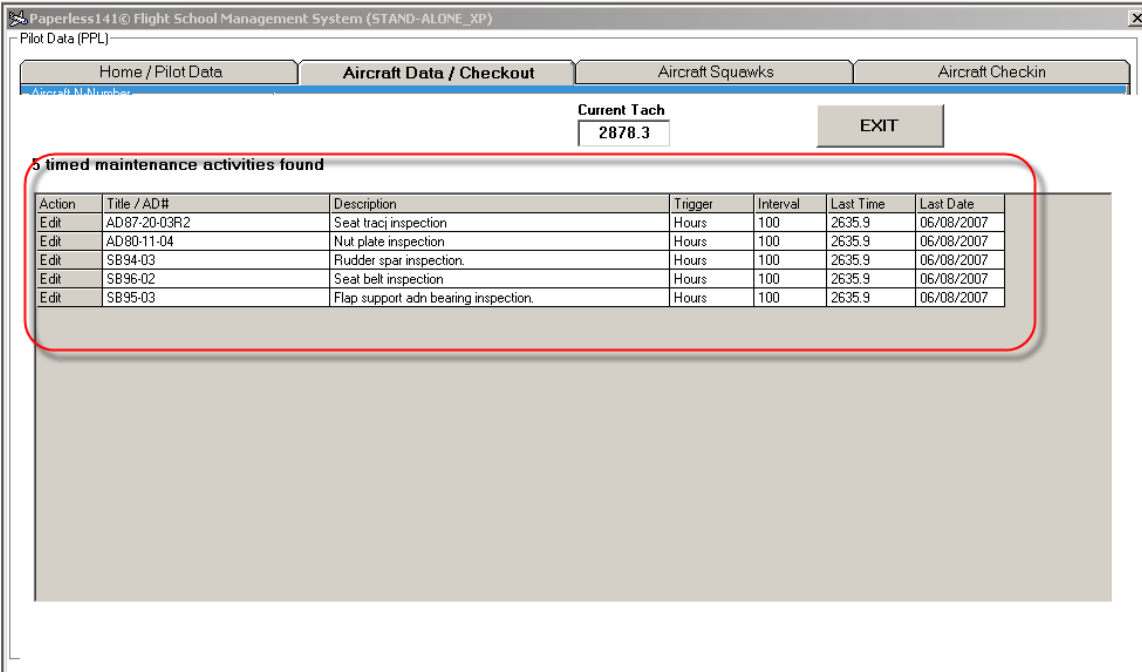 Paperless141© Flight School Management System (STAND-ALONE_XP)
Pilot Data (PPL)
Home / Pilot Data Aircraft Data / Checkout Aircraft Squawks Aircraft Checkin
Aircraft N-Number
Current Tach
2878.3 EXIT
5 timed maintenance activities found
Action Title / AD# Description Trigger Interval Last Time Last Date
Edit AD87-20-03R2 Seat tracj inspection Hours 100 2635.9 06/08/2007
Edit AD80-11-04 Nut plate inspection Hours 100 2635.9 06/08/2007
Edit SB94-03 Rudder spar inspection. Hours 100 2635.9 06/08/2007
Edit SB96-02 Seat belt inspection Hours 100 2635.9 06/08/2007
Edit SB95-03 Flap support adn bearing inspection. Hours 100 2635.9 06/08/2007